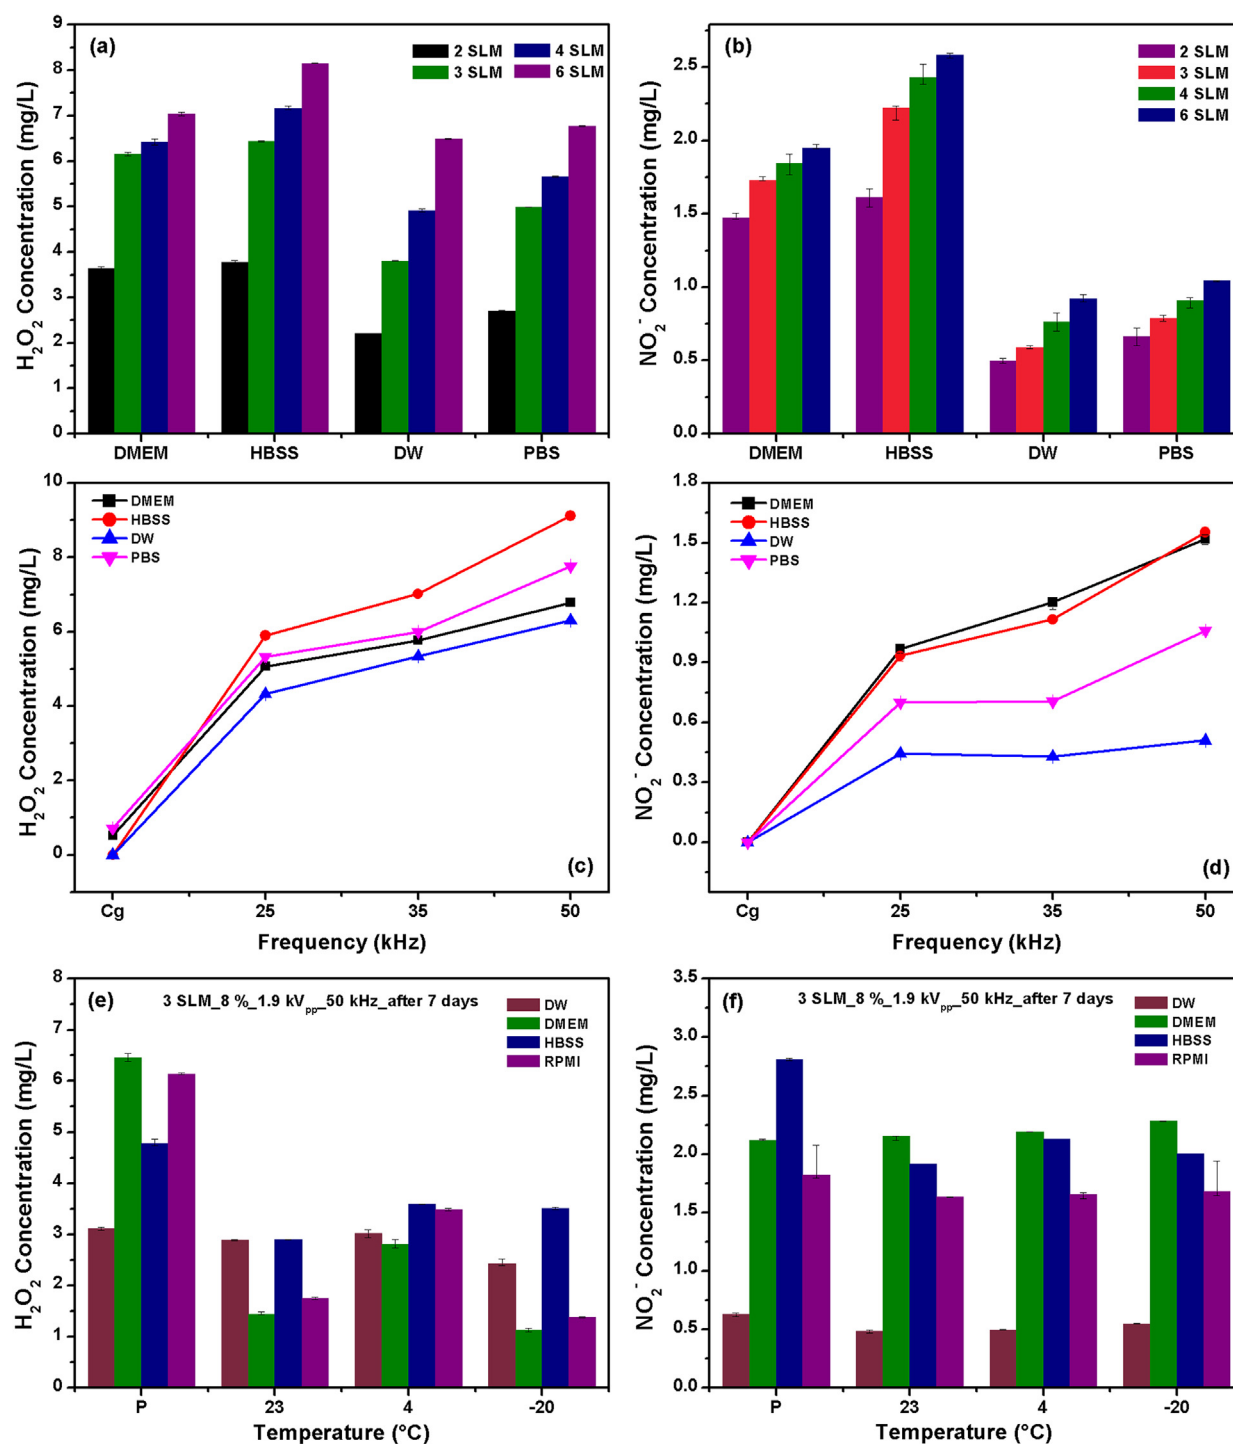 (a)
2 SLM 4 SLM
3 SLM 6 SLM
H₂O₂ Concentration (mg/L)
9
8
7
6
5
4
3
2
1
0
DMEM HBSS DW PBS
(b)
2 SLM
3 SLM
4 SLM
6 SLM
NO₂⁻ Concentration (mg/L)
2.5
2.0
1.5
1.0
0.5
0.0
DMEM HBSS DW PBS
DMEM
HBSS
DW
PBS
H₂O₂ Concentration (mg/L)
10
8
6
4
2
0
(c)
Cg 25 35 50
Frequency (kHz)
DMEM
HBSS
DW
PBS
NO₂⁻ Concentration (mg/L)
1.8
1.5
1.2
0.9
0.6
0.3
0.0
(d)
Cg 25 35 50
Frequency (kHz)
(e)
3 SLM_8 %_1.9 kVₚₚ_50 kHz_after 7 days
DW
DMEM
HBSS
RPMI
H₂O₂ Concentration (mg/L)
8
7
6
5
4
3
2
1
0
P 23 4 -20
Temperature (°C)
(f)
3 SLM_8 %_1.9 kVₚₚ_50 kHz_after 7 days
DW
DMEM
HBSS
RPMI
NO₂⁻ Concentration (mg/L)
3.5
3.0
2.5
2.0
1.5
1.0
0.5
0.0
P 23 4 -20
Temperature (°C)